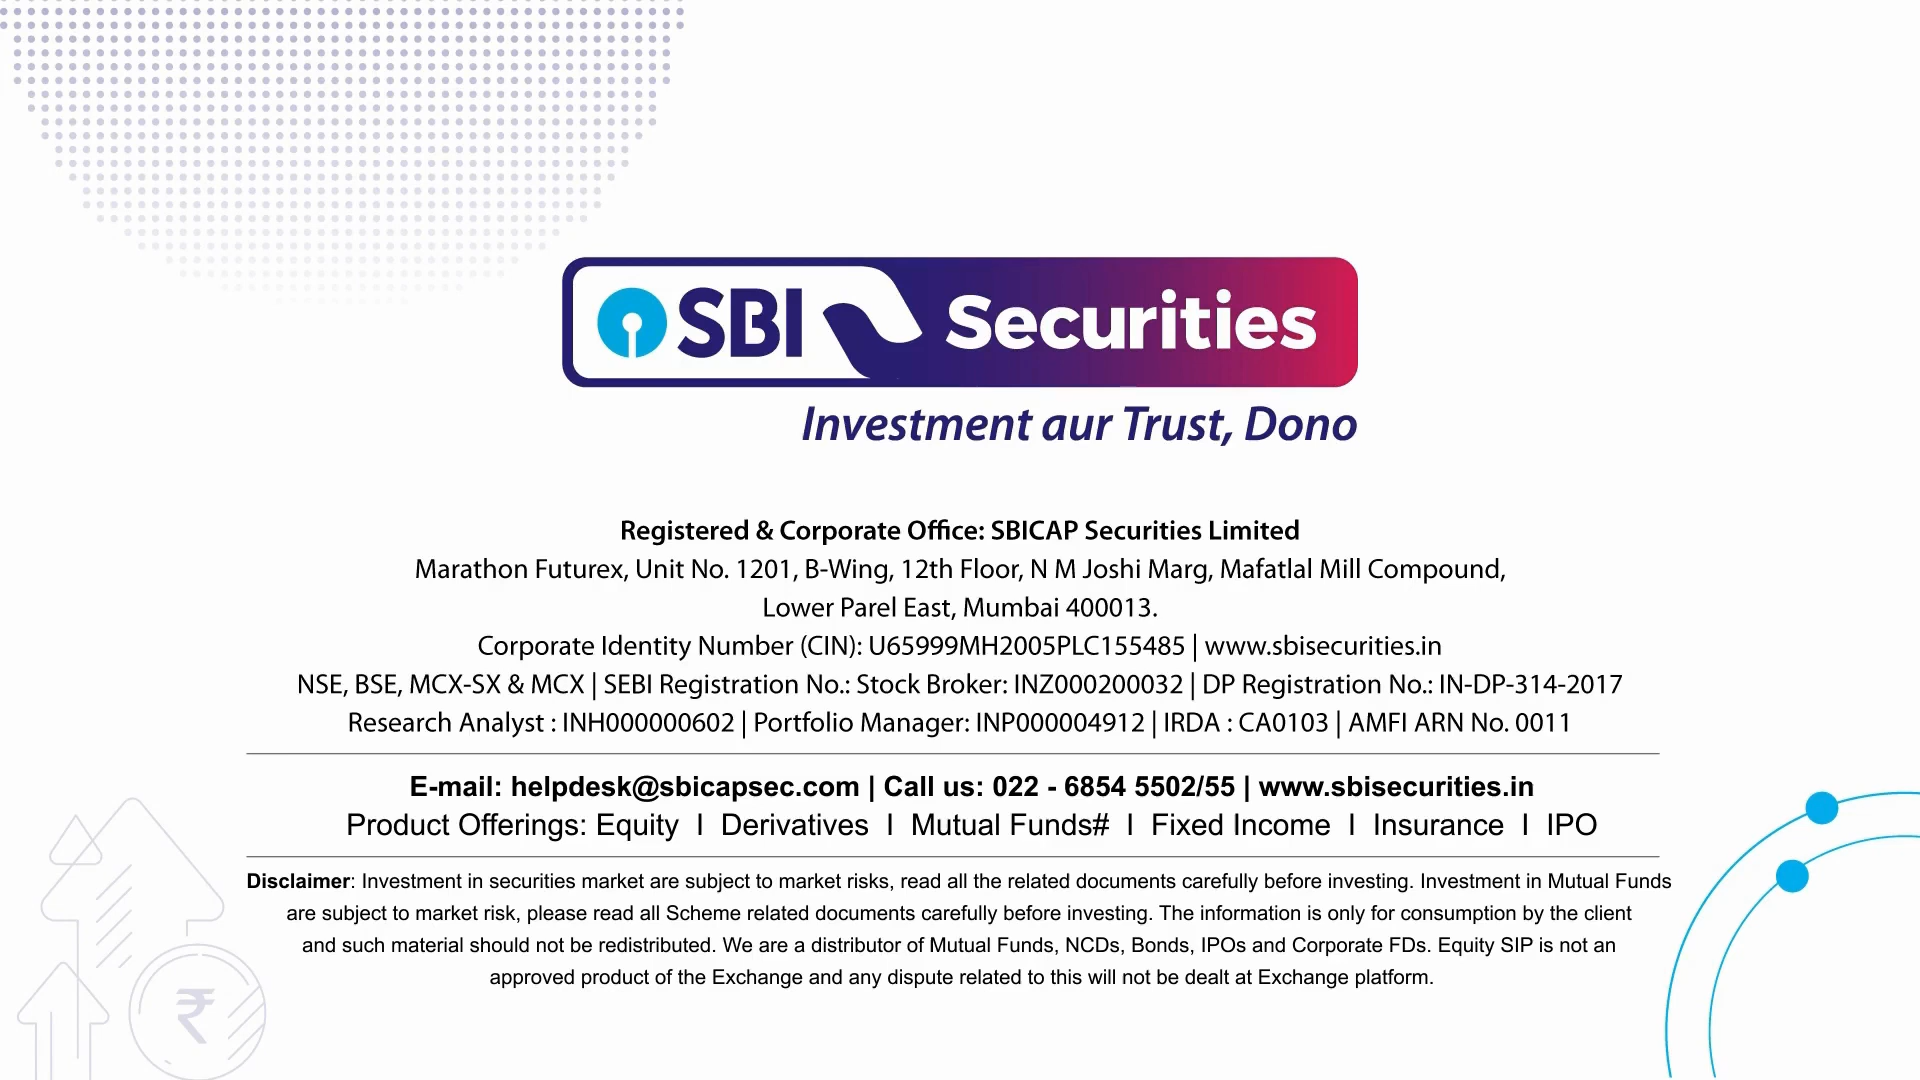 SBI Securities
Investment aur Trust, Dono
Registered & Corporate Office: SBICAP Securities Limited
Marathon Futurex, Unit No. 1201, B-Wing, 12th Floor, N M Joshi Marg, Mafatlal Mill Compound,
Lower Parel East, Mumbai 400013.
Corporate Identity Number (CIN): U65999MH2005PLC155485 | www.sbisecurities.in
NSE, BSE, MCX-SX & MCX | SEBI Registration No.: Stock Broker: INZ000200032 | DP Registration No.: IN-DP-314-2017
Research Analyst : INH000000602 | Portfolio Manager: INP000004912 | IRDA : CA0103 | AMFI ARN No. 0011
E-mail: helpdesk@sbicapsec.com | Call us: 022 - 6854 5502/55 | www.sbisecurities.in
Product Offerings: Equity I Derivatives I Mutual Funds# I Fixed Income I Insurance I IPO
Disclaimer: Investment in securities market are subject to market risks, read all the related documents carefully before investing. Investment in Mutual Funds
are subject to market risk, please read all Scheme related documents carefully before investing. The information is only for consumption by the client
and such material should not be redistributed. We are a distributor of Mutual Funds, NCDs, Bonds, IPOs and Corporate FDs. Equity SIP is not an
approved product of the Exchange and any dispute related to this will not be dealt at Exchange platform.
₹